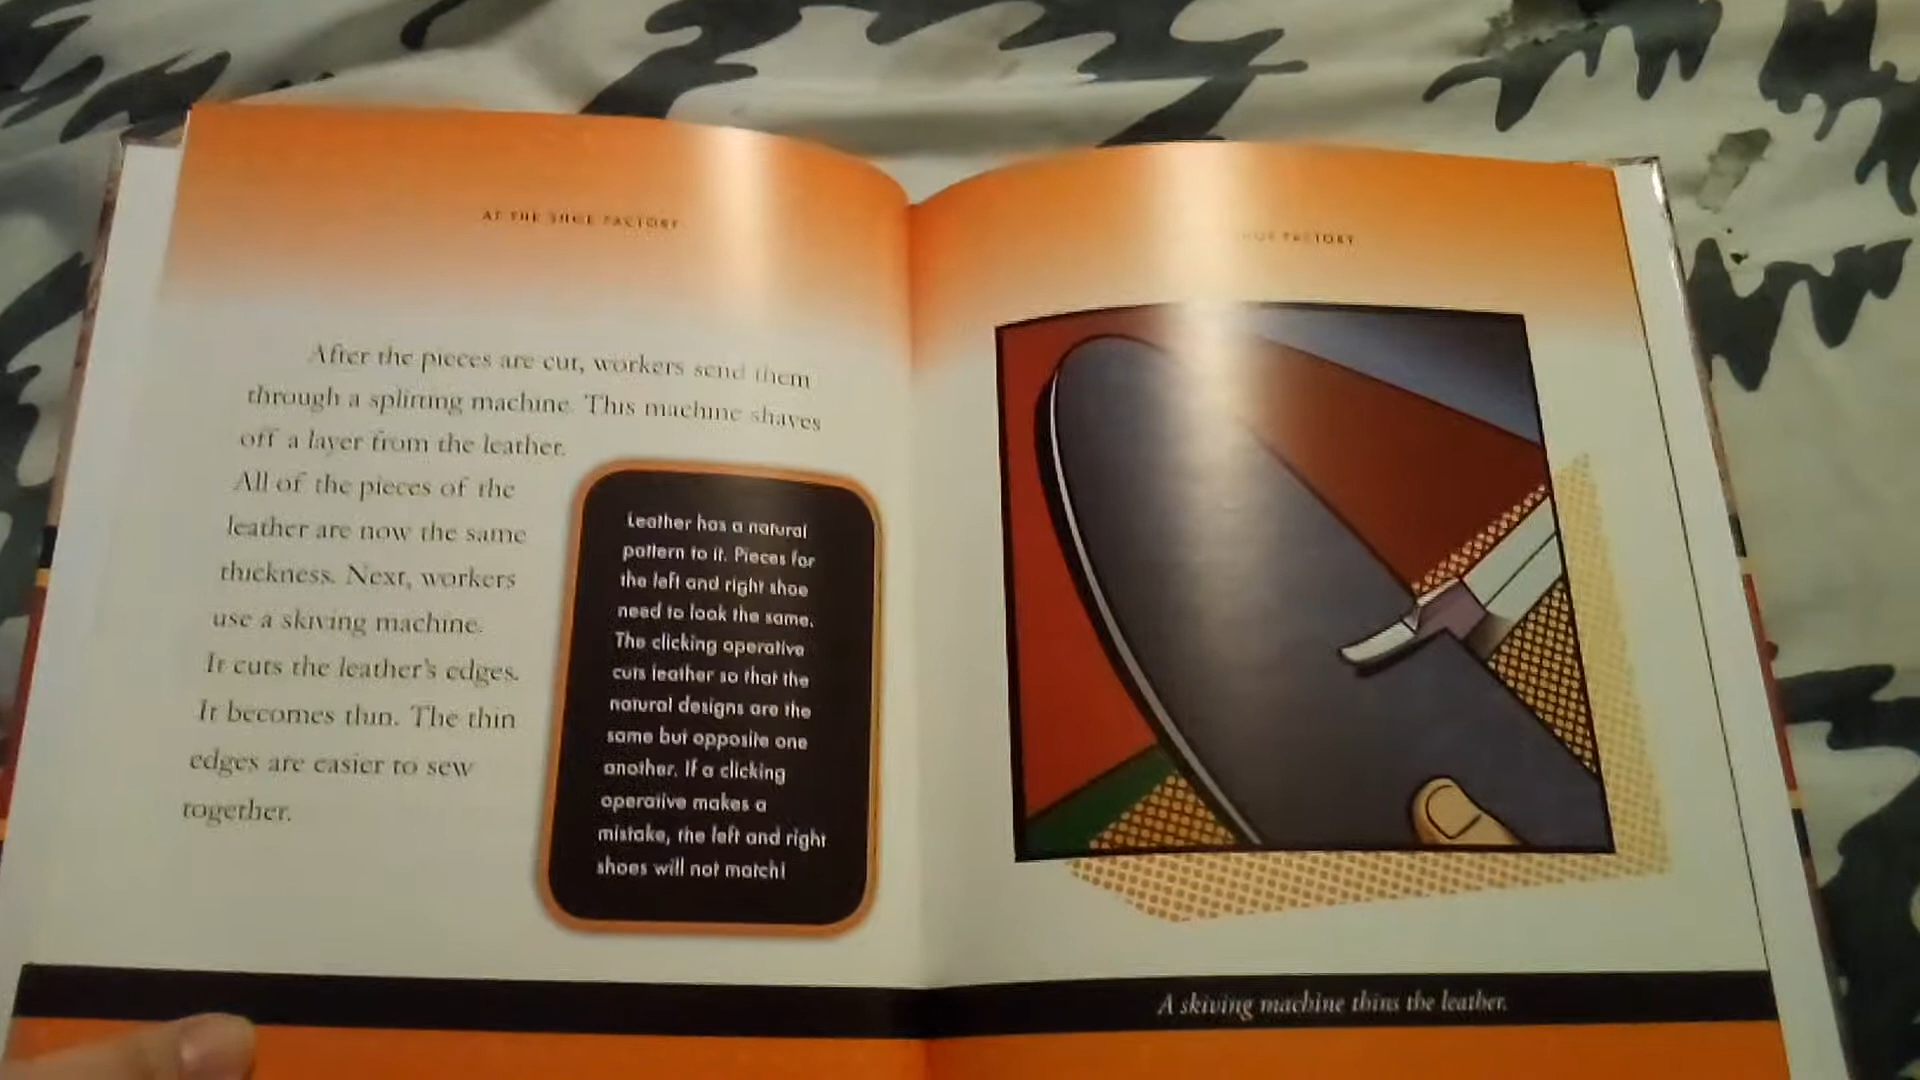 AT THE SHOE FACTORY
After the pieces are cut, workers send them
through a splitting machine. This machine shaves
off a layer from the leather.
All of the pieces of the
leather are now the same
thickness. Next, workers
use a skiving machine.
It cuts the leather's edges.
It becomes thin. The thin
edges are easier to sew
together.
Leather has a natural
pattern to it. Pieces for
the left and right shoe
need to look the same.
The clicking operative
cuts leather so that the
natural designs are the
same but opposite one
another. If a clicking
operative makes a
mistake, the left and right
shoes will not match!
FACTORY
A skiving machine thins the leather.